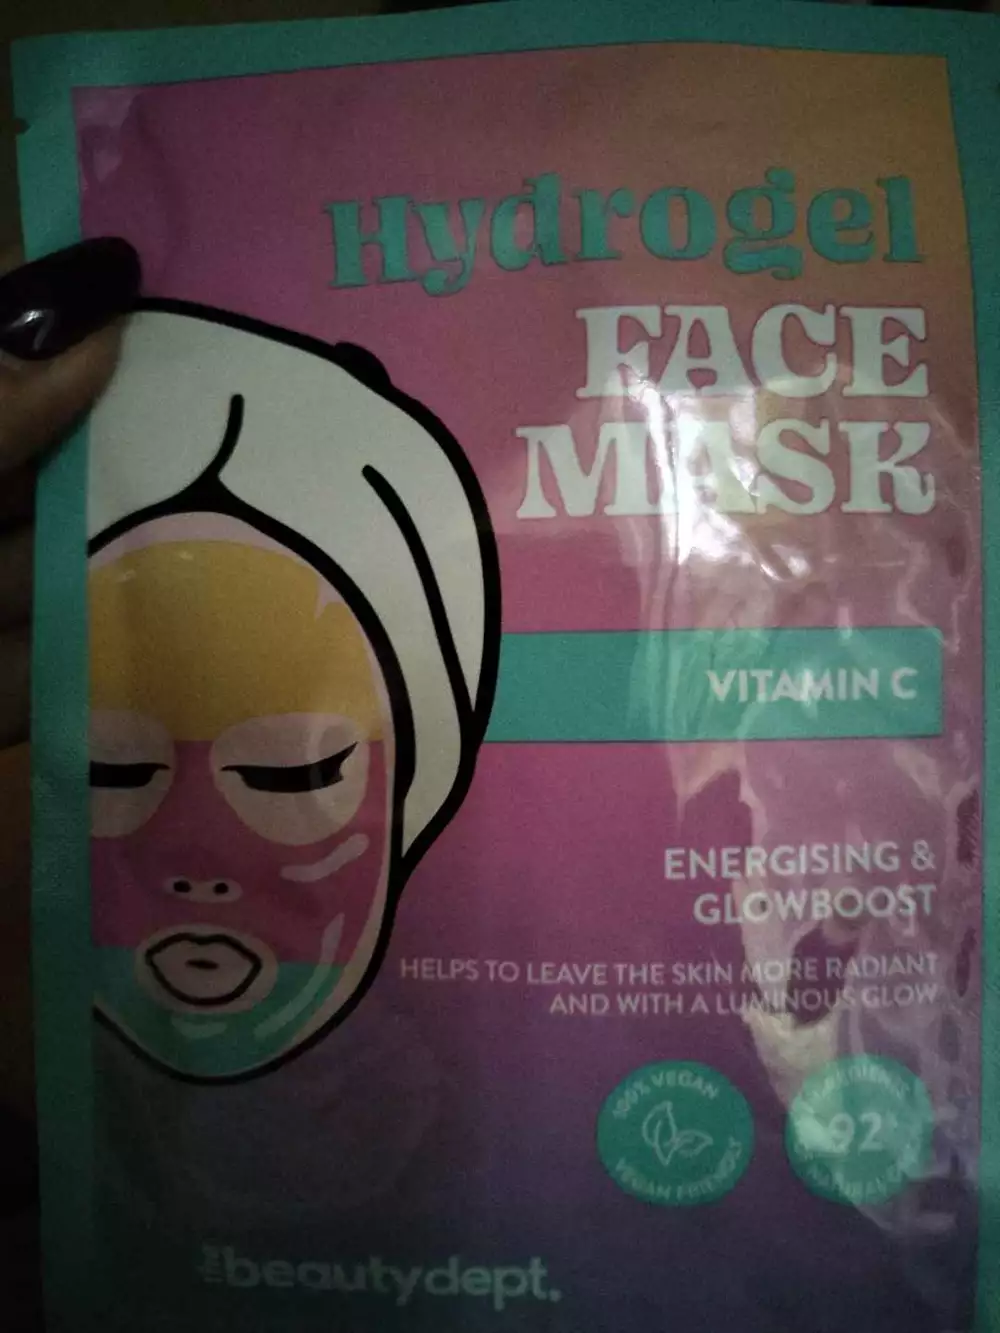 Hydrogel
FACE
MASK
VITAMIN C
ENERGISING &
GLOWBOOST
HELPS TO LEAVE THE SKIN MORE RADIANT
AND WITH A LUMINOUS GLOW
100% VEGAN
VEGAN FRIENDLY
92%
the beautydept.